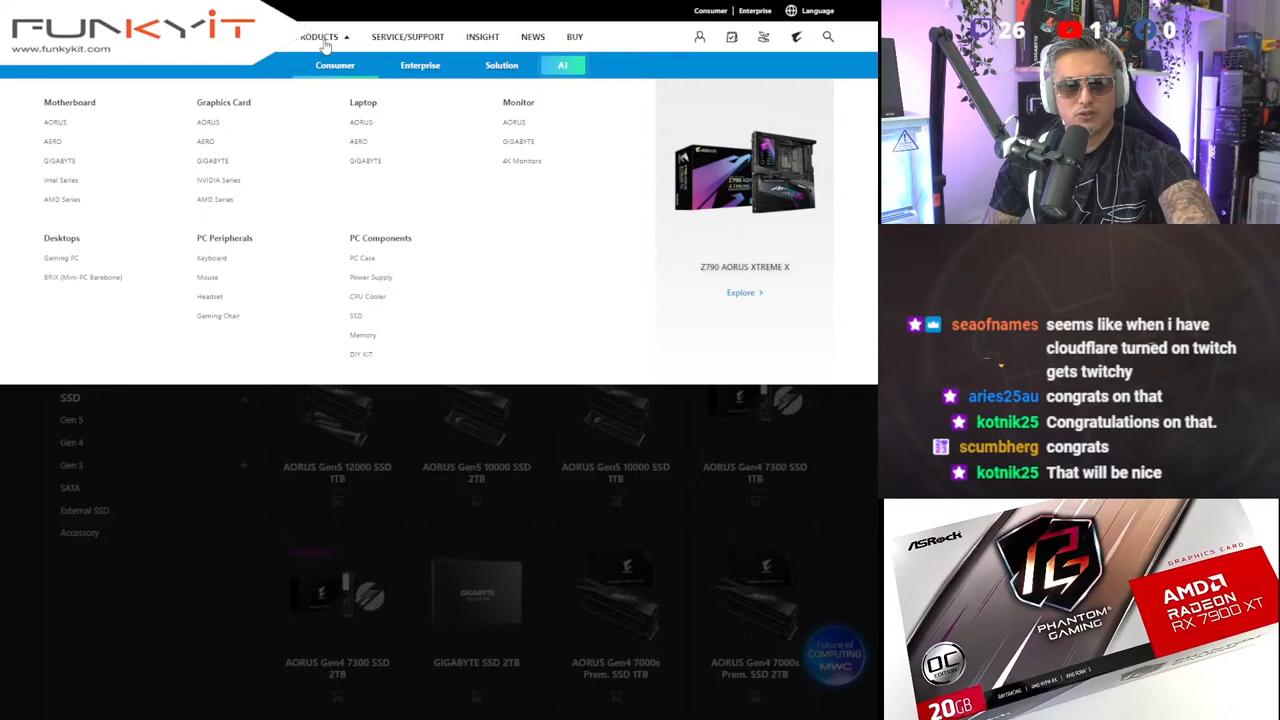 FUNKYiT
www.funkykit.com
Consumer | Enterprise Language
RODUCTS SERVICE/SUPPORT INSIGHT NEWS BUY
Consumer Enterprise Solution AI
Motherboard
AORUS
AERO
GIGABYTE
Intel Series
AMD Series
Graphics Card
AORUS
AERO
GIGABYTE
NVIDIA Series
AMD Series
Laptop
AORUS
AERO
GIGABYTE
Monitor
AORUS
GIGABYTE
4K Monitors
Desktops
Gaming PC
BRIX (Mini-PC Barebone)
PC Peripherals
Keyboard
Mouse
Headset
Gaming Chair
PC Components
PC Case
Power Supply
CPU Cooler
SSD
Memory
DIY KIT
Z790 AORUS XTREME X
Explore >
SSD
Gen 5
Gen 4
Gen 3 +
SATA
External SSD
Accessory
AORUS Gen5 12000 SSD
1TB
AORUS Gen5 10000 SSD
2TB
AORUS Gen5 10000 SSD
1TB
AORUS Gen4 7300 SSD
1TB
GIGABYTE
AORUS Gen4 7300 SSD
2TB
GIGABYTE SSD 2TB
AORUS Gen4 7000s
Prem. SSD 1TB
AORUS Gen4 7000s
Prem. SSD 2TB
Future of
COMPUTING
MWC
26 1 0
seaofnames seems like when i have
cloudflare turned on twitch
gets twitchy
aries25au congrats on that
kotnik25 Congratulations on that.
scumbherg congrats
kotnik25 That will be nice
ASRock
GRAPHICS CARD
AMD
RADEON
RX 7900 XT
PHANTOM
GAMING
OC
EDITION
20GB